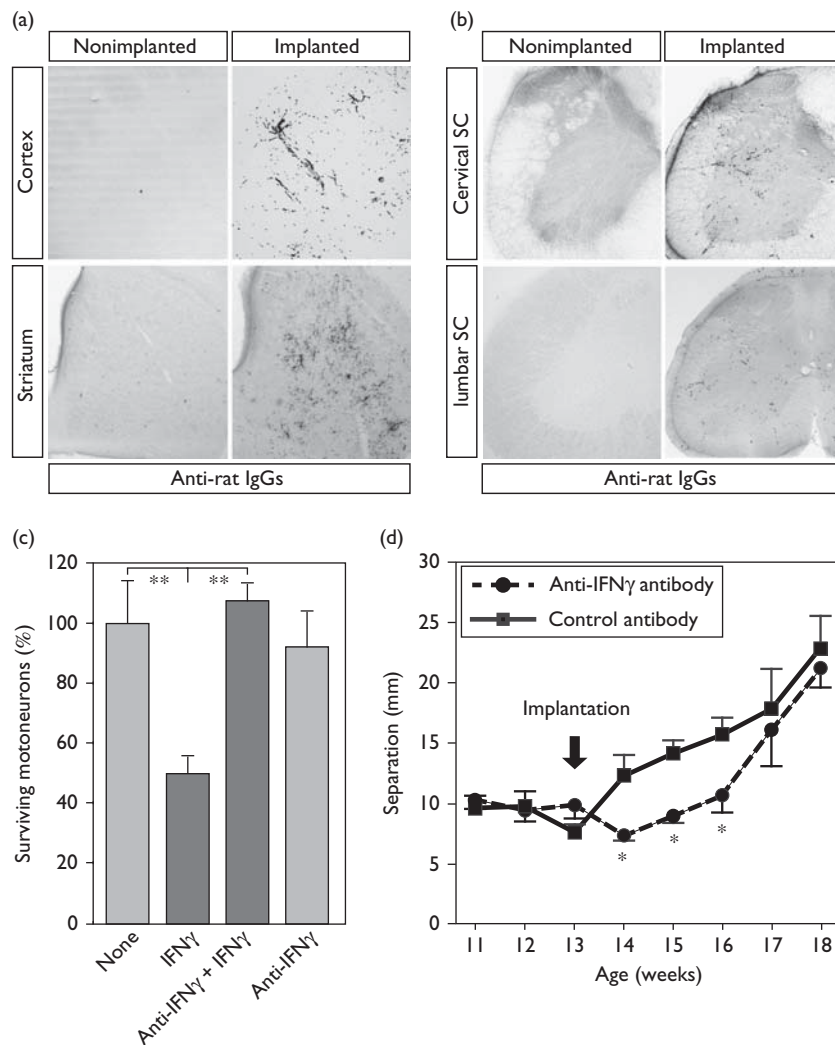 (a)
Nonimplanted
Implanted
Cortex
Striatum
Anti-rat IgGs
(b)
Nonimplanted
Implanted
Cervical SC
lumbar SC
Anti-rat IgGs
(c)
120
100
80
60
40
20
0
Surviving motoneurons (%)
** **
None
IFNγ
Anti-IFNγ + IFNγ
Anti-IFNγ
(d)
30
25
20
15
10
5
0
Separation (mm)
Anti-IFNγ antibody
Control antibody
Implantation
* * *
11 12 13 14 15 16 17 18
Age (weeks)